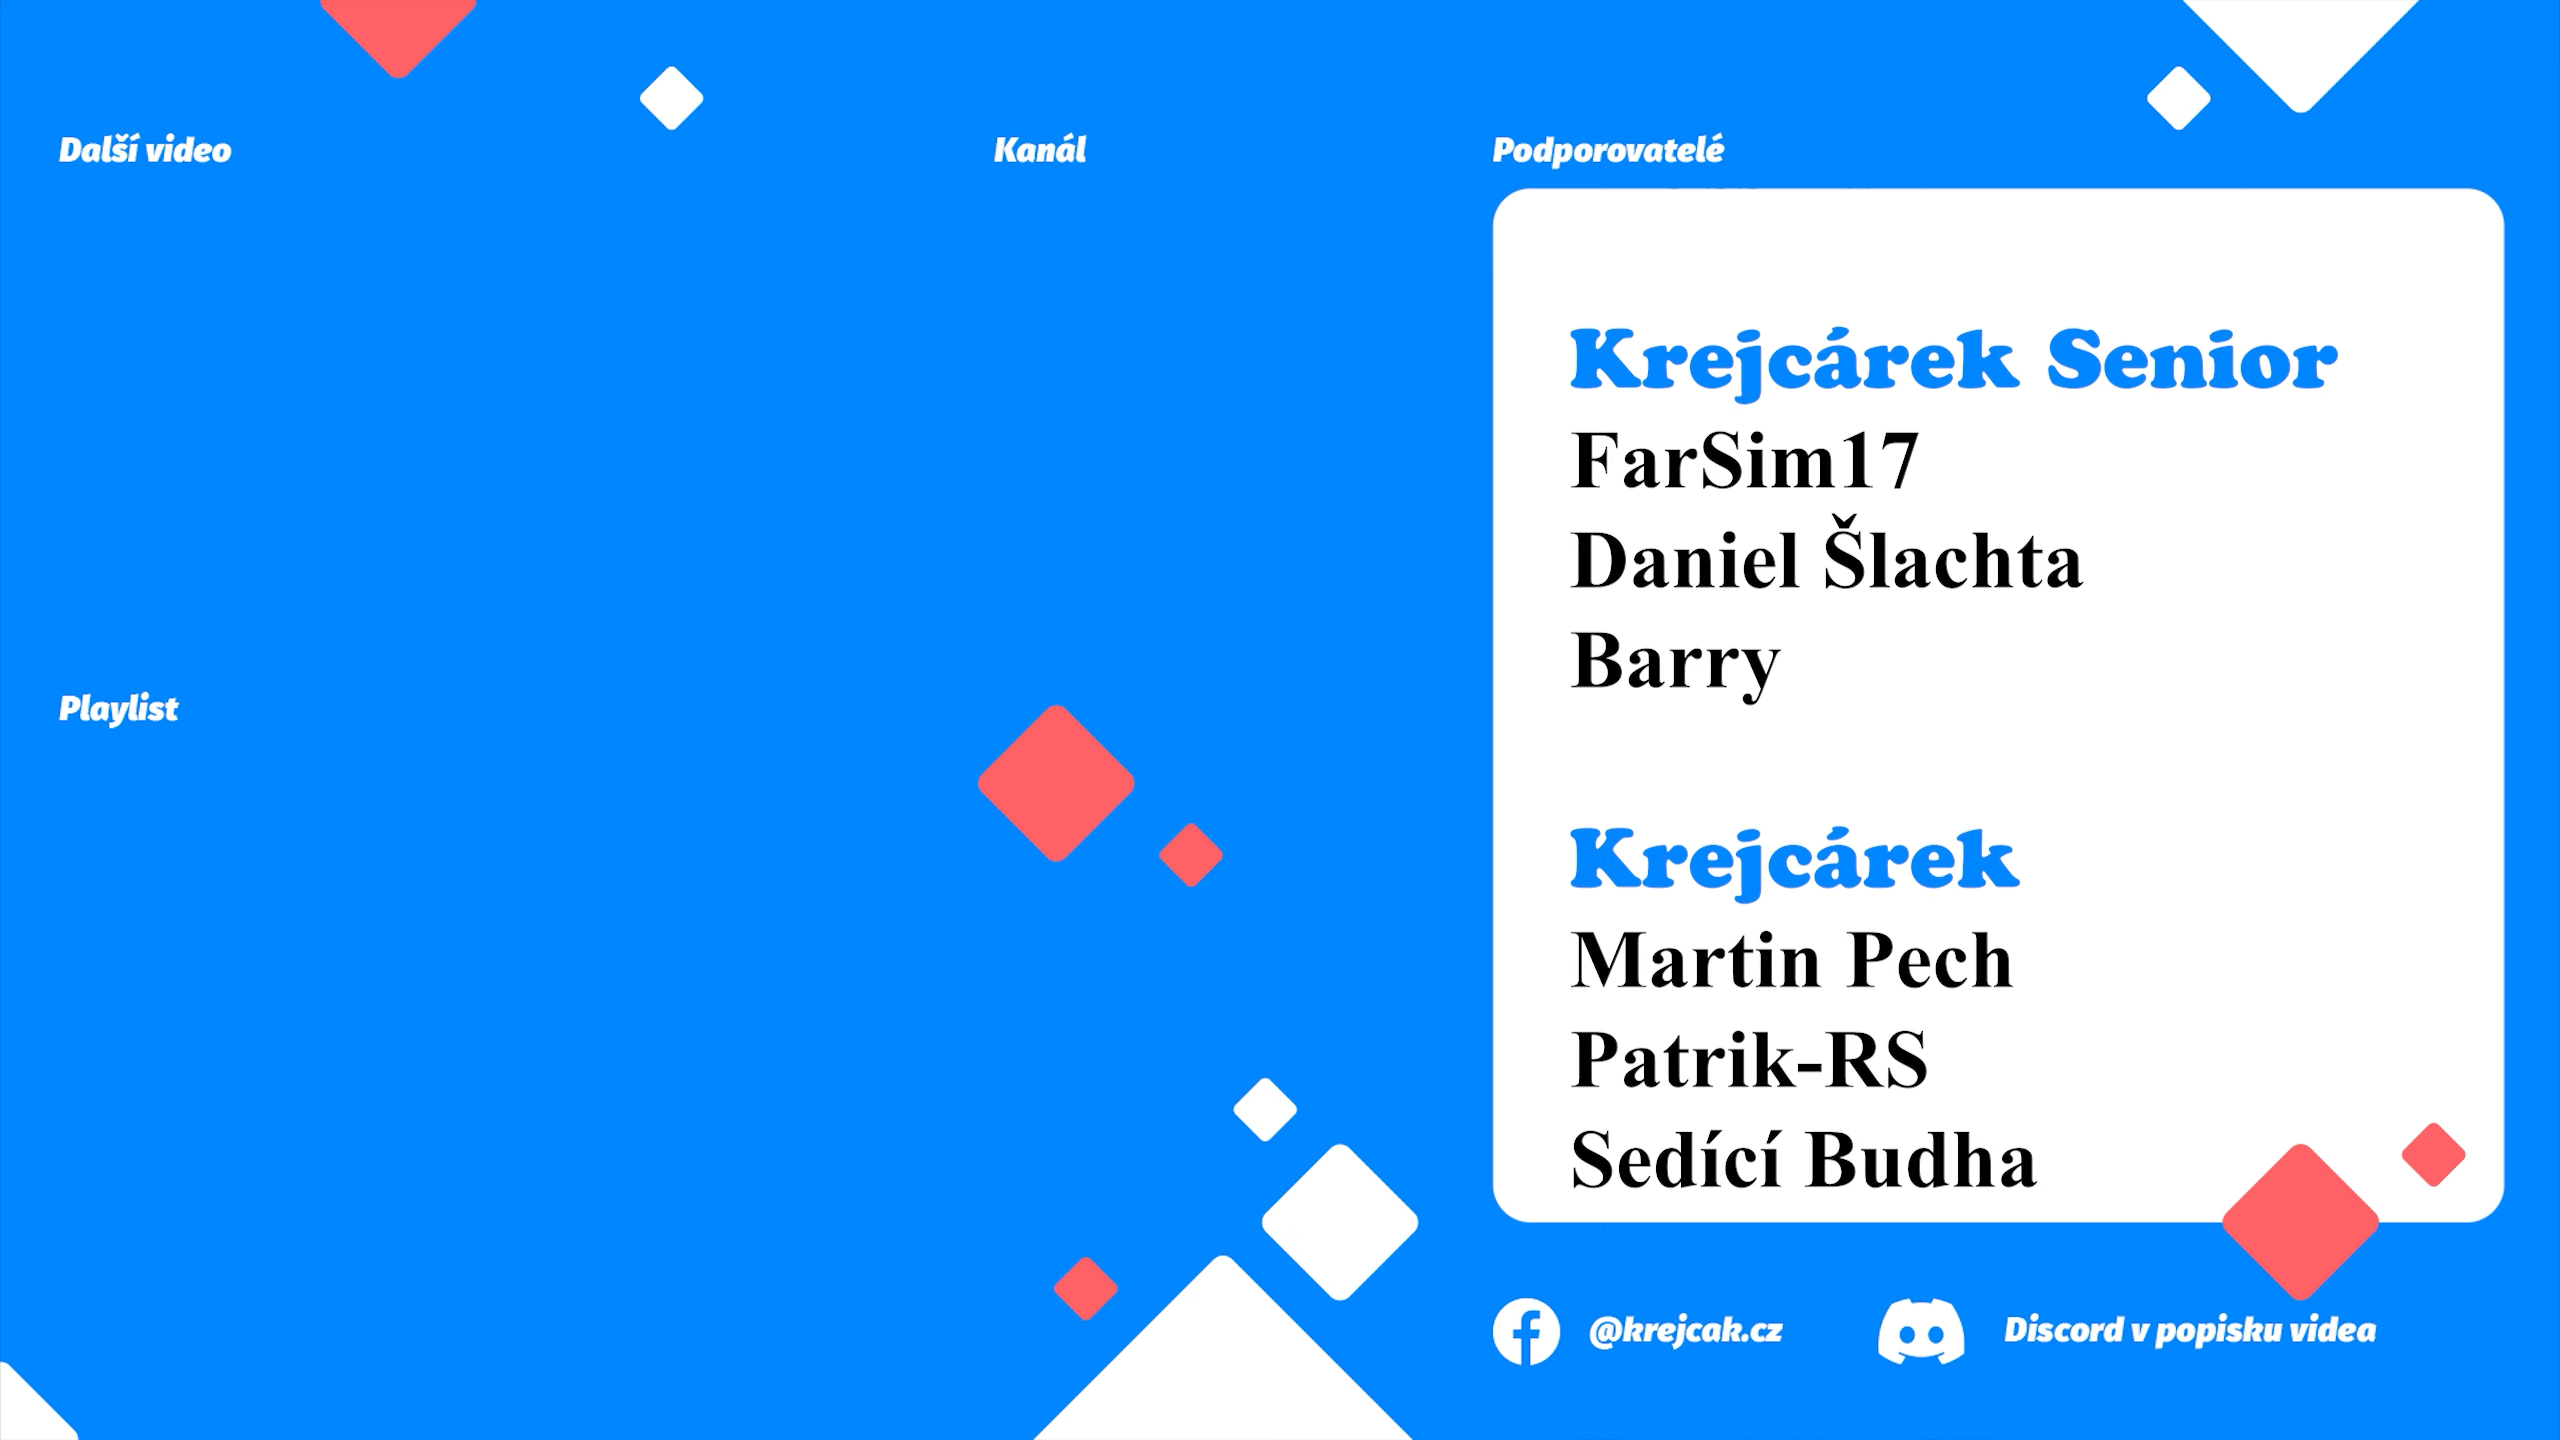 Další video
Kanál
Podporovatelé
Krejcárek Senior
FarSim17
Daniel Šlachta
Barry
Playlist
Krejcárek
Martin Pech
Patrik-RS
Sedící Budha
@krejcak.cz
Discord v popisku videa